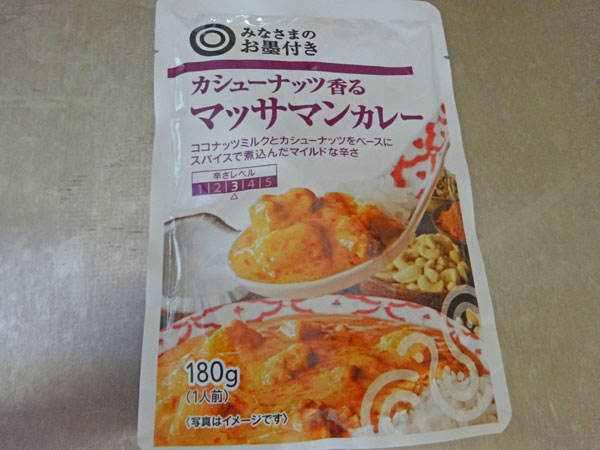 みなさまの
お墨付き
カシューナッツ香る
マッサマンカレー
ココナッツミルクとカシューナッツをベースに
スパイスで煮込んだマイルドな辛さ
辛さレベル
1 2 3 4 5
180g
(1人前)
〈写真はイメージです〉